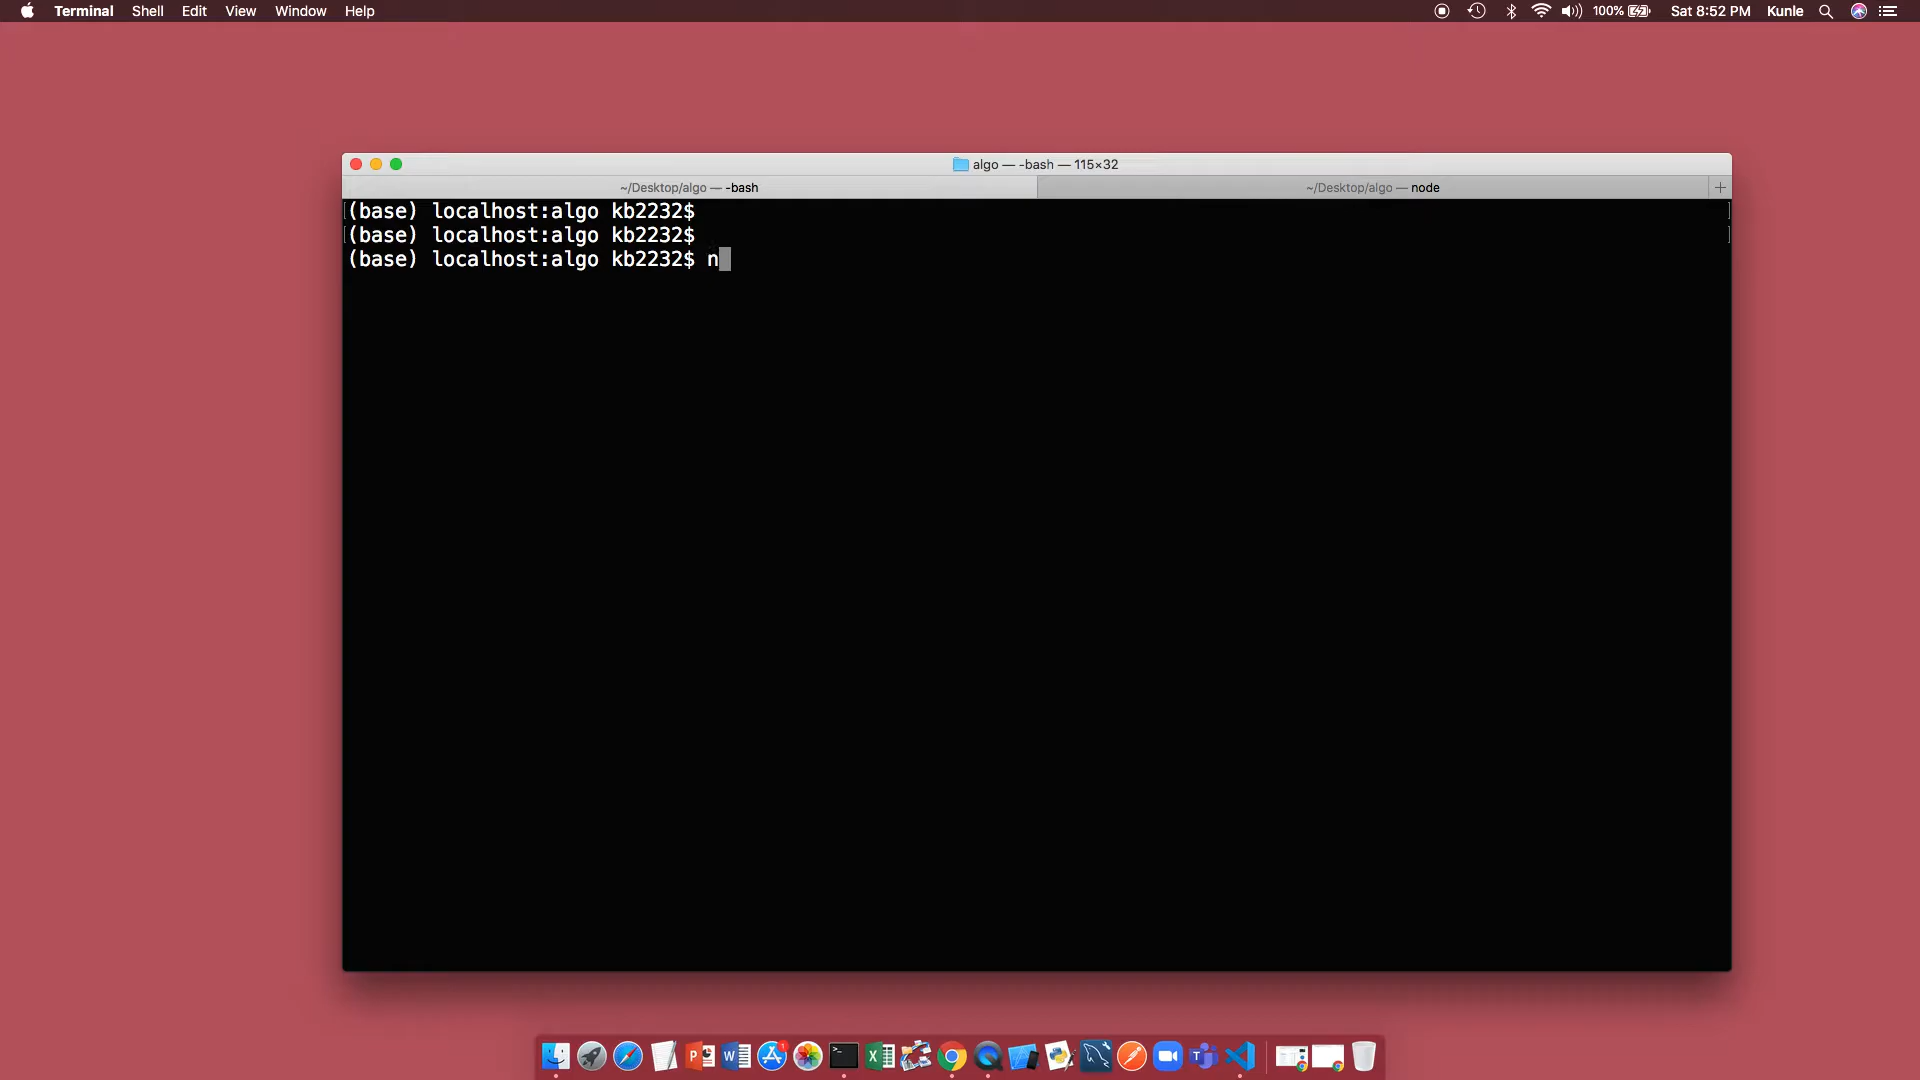 Terminal Shell Edit View Window Help 100% Sat 8:52 PM Kunle
algo — -bash — 115×32
~/Desktop/algo — -bash ~/Desktop/algo — node
(base) localhost:algo kb2232$
(base) localhost:algo kb2232$
(base) localhost:algo kb2232$ n